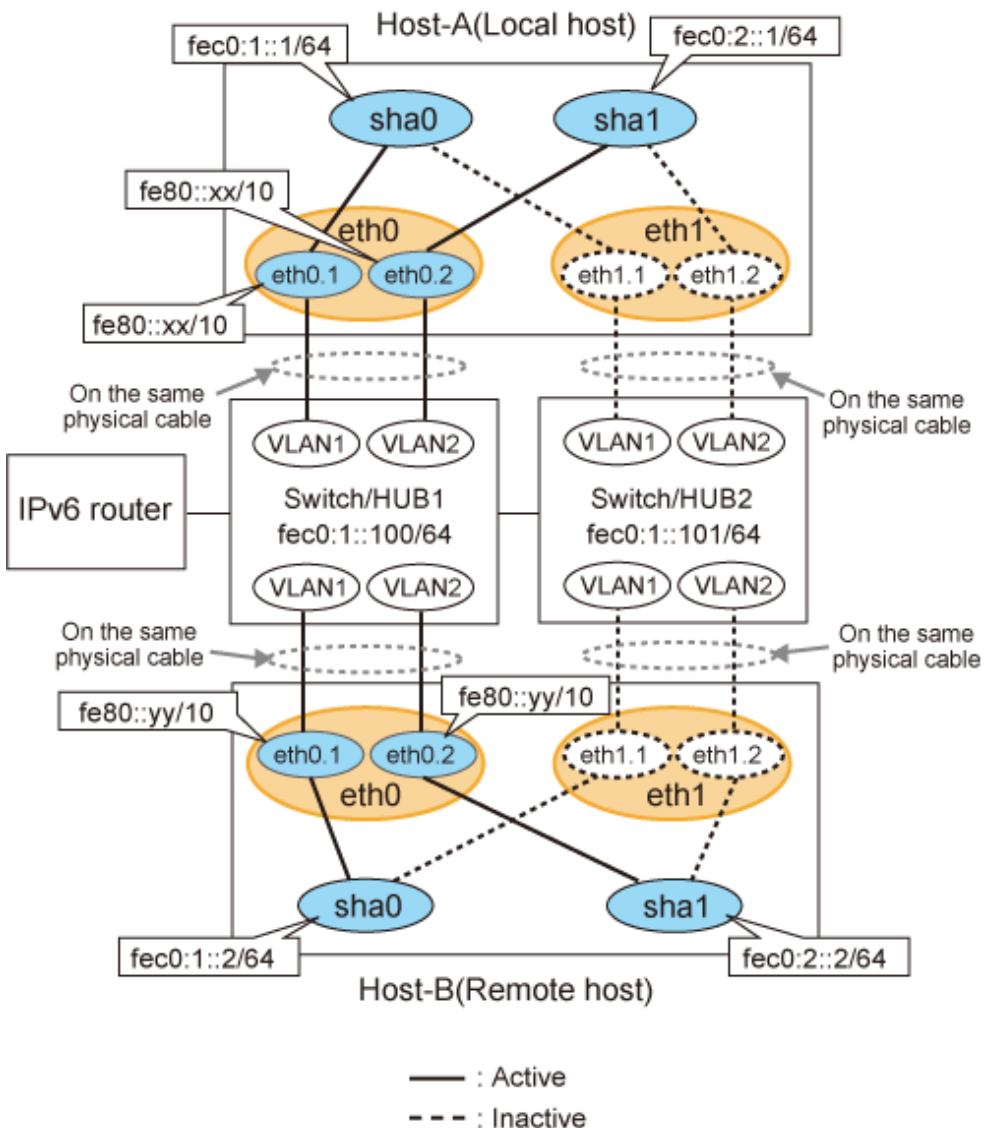 Host-A(Local host)
fec0:1::1/64
fec0:2::1/64
sha0
sha1
fe80::xx/10
eth0
eth1
eth0.1
eth0.2
eth1.1
eth1.2
fe80::xx/10
On the same
physical cable
On the same
physical cable
VLAN1
VLAN2
VLAN1
VLAN2
IPv6 router
Switch/HUB1
fec0:1::100/64
Switch/HUB2
fec0:1::101/64
VLAN1
VLAN2
VLAN1
VLAN2
On the same
physical cable
On the same
physical cable
fe80::yy/10
fe80::yy/10
eth0.1
eth0.2
eth1.1
eth1.2
eth0
eth1
sha0
sha1
fec0:1::2/64
fec0:2::2/64
Host-B(Remote host)
: Active
: Inactive